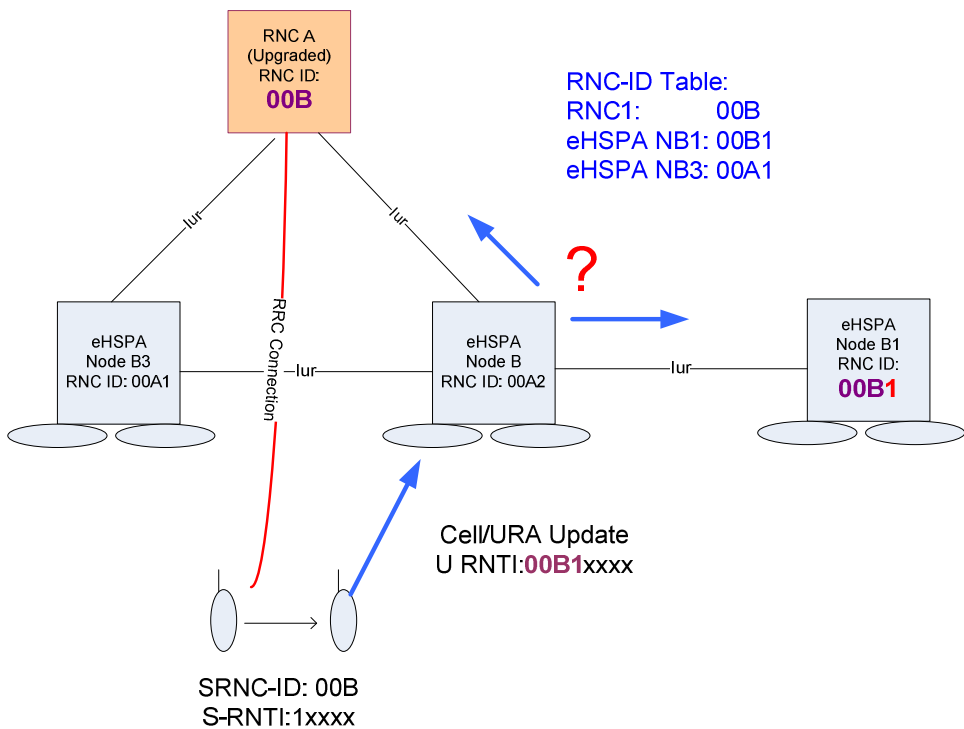 RNC A
(Upgraded)
RNC ID:
00B
RNC-ID Table:
RNC1: 00B
eHSPA NB1: 00B1
eHSPA NB3: 00A1
Iur
Iur
?
RRC Connection
eHSPA
Node B3
RNC ID: 00A1
Iur
eHSPA
Node B
RNC ID: 00A2
Iur
eHSPA
Node B1
RNC ID:
00B1
Cell/URA Update
U RNTI:00B1xxxx
SRNC-ID: 00B
S-RNTI:1xxxx